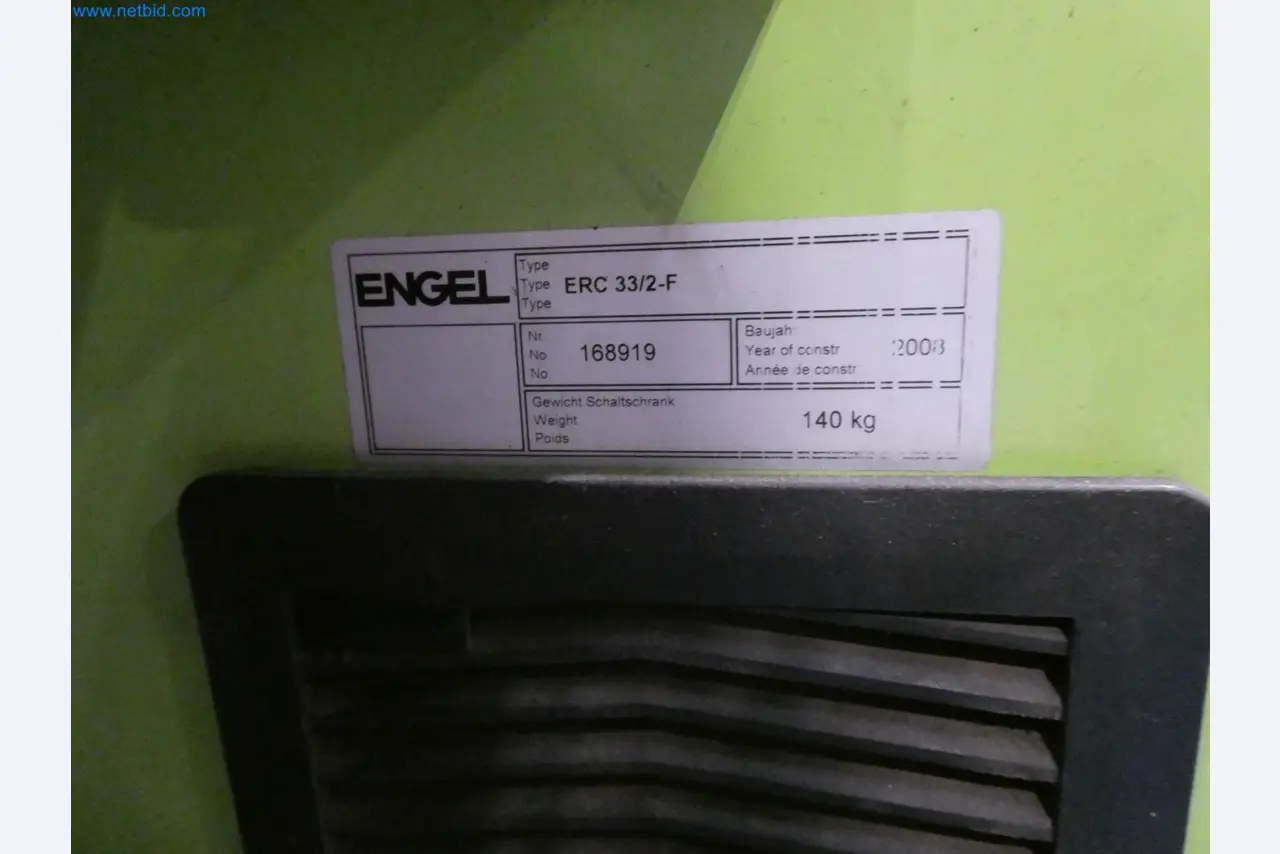 www.netbid.com
ENGEL
Type
Type ERC 33/2-F
Type
Nr.
No 168919
No
Baujahr
Year of constr 2008
Année de constr
Gewicht Schaltschrank
Weight 140 kg
Poids